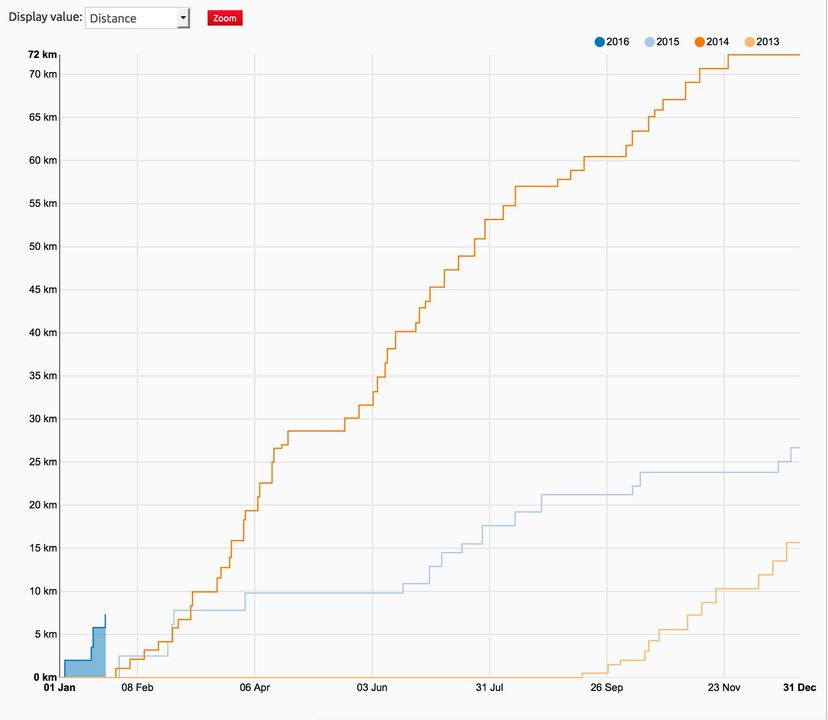 Display value: Distance Zoom
2016 2015 2014 2013
72 km
70 km
65 km
60 km
55 km
50 km
45 km
40 km
35 km
30 km
25 km
20 km
15 km
10 km
5 km
0 km
01 Jan 08 Feb 06 Apr 03 Jun 31 Jul 26 Sep 23 Nov 31 Dec